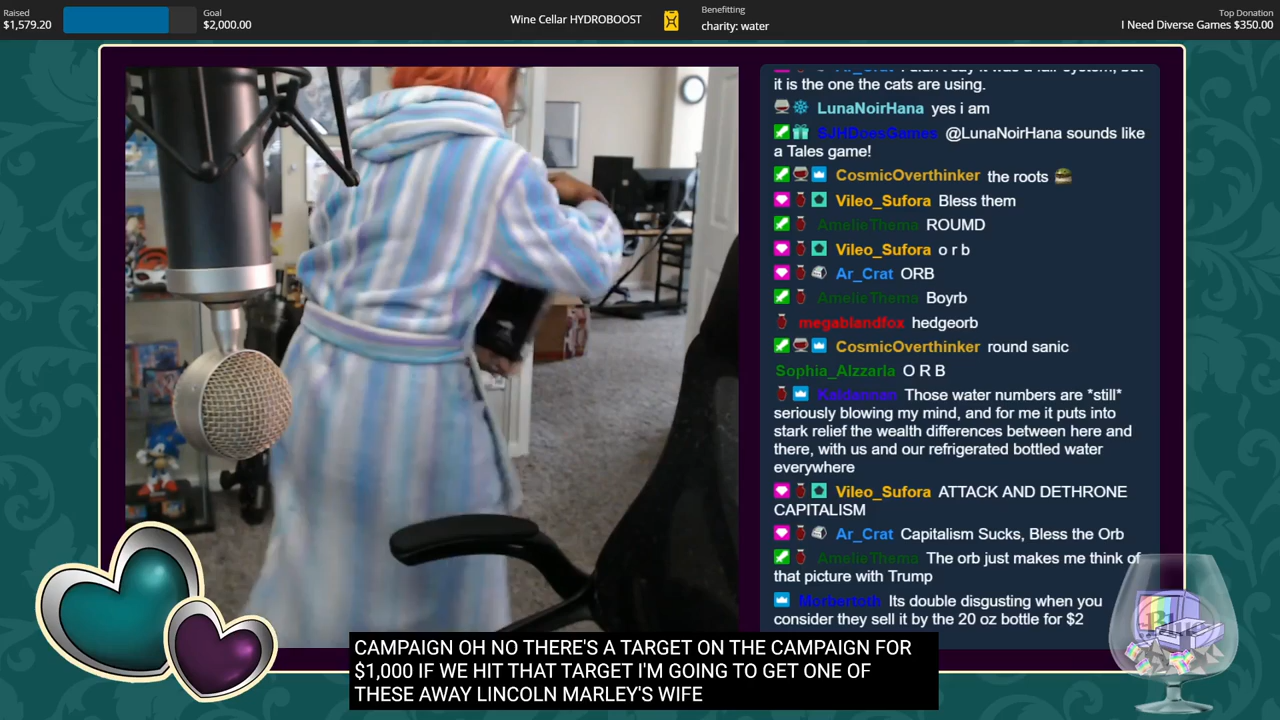 Raised
$1,579.20
Goal
$2,000.00
Wine Cellar HYDROBOOST
Benefitting
charity: water
Top Donation
I Need Diverse Games $350.00
it is the one the cats are using.
LunaNoirHana yes i am
SJHDoesGames @LunaNoirHana sounds like
a Tales game!
CosmicOverthinker the roots
Vileo_Sufora Bless them
AmelieThema ROUMD
Vileo_Sufora o r b
Ar_Crat ORB
AmelieThema Boyrb
megablandfox hedgeorb
CosmicOverthinker round sanic
Sophia_Alzzarla O R B
Kaldannan Those water numbers are *still*
seriously blowing my mind, and for me it puts into
stark relief the wealth differences between here and
there, with us and our refrigerated bottled water
everywhere
Vileo_Sufora ATTACK AND DETHRONE
CAPITALISM
Ar_Crat Capitalism Sucks, Bless the Orb
AmelieThema The orb just makes me think of
that picture with Trump
Morbertoth Its double disgusting when you
consider they sell it by the 20 oz bottle for $2
CAMPAIGN OH NO THERE'S A TARGET ON THE CAMPAIGN FOR
$1,000 IF WE HIT THAT TARGET I'M GOING TO GET ONE OF
THESE AWAY LINCOLN MARLEY'S WIFE